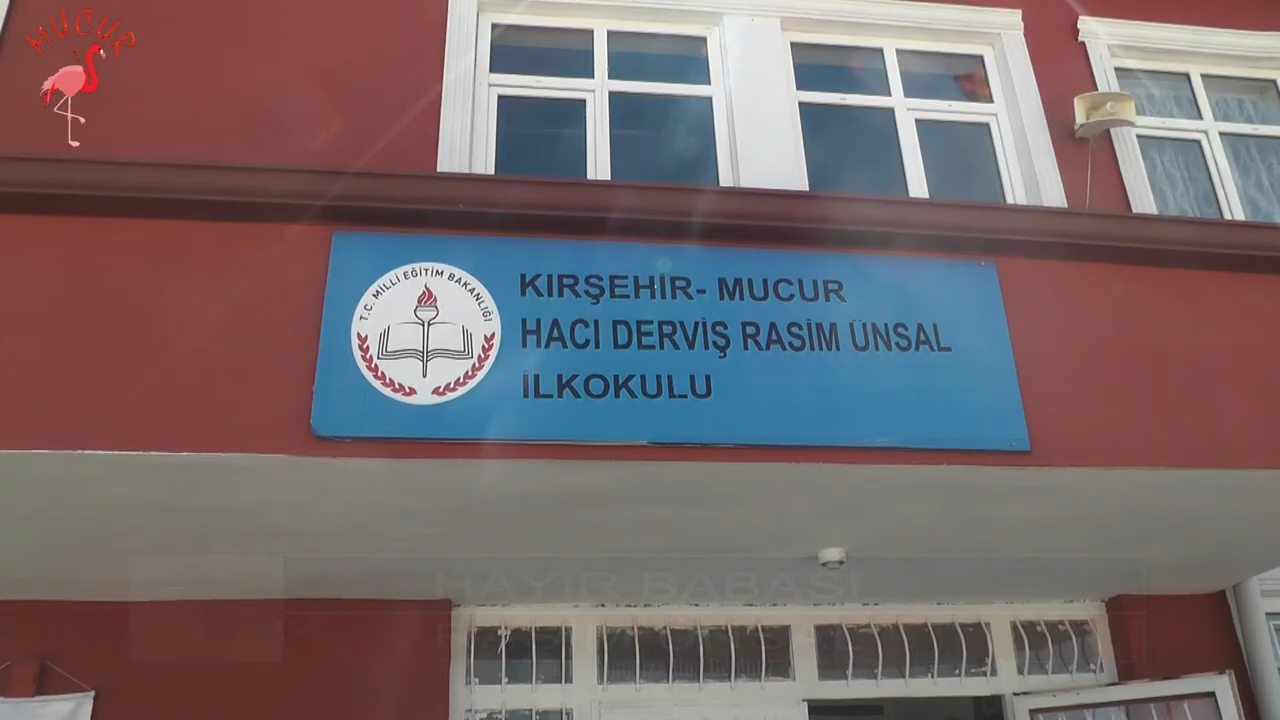 MUCUR
T.C. MİLLİ EĞİTİM BAKANLIĞI
KIRŞEHİR- MUCUR
HACI DERVİŞ RASİM ÜNSAL
İLKOKULU
HAYIR BABASI